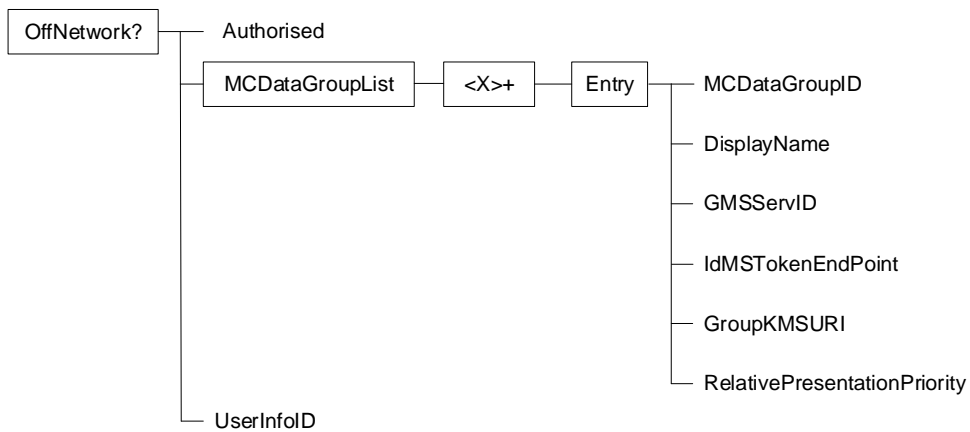 OffNetwork?
Authorised
MCDataGroupList
<X>+
Entry
MCDataGroupID
DisplayName
GMSServID
IdMSTokenEndPoint
GroupKMSURI
RelativePresentationPriority
UserInfoID